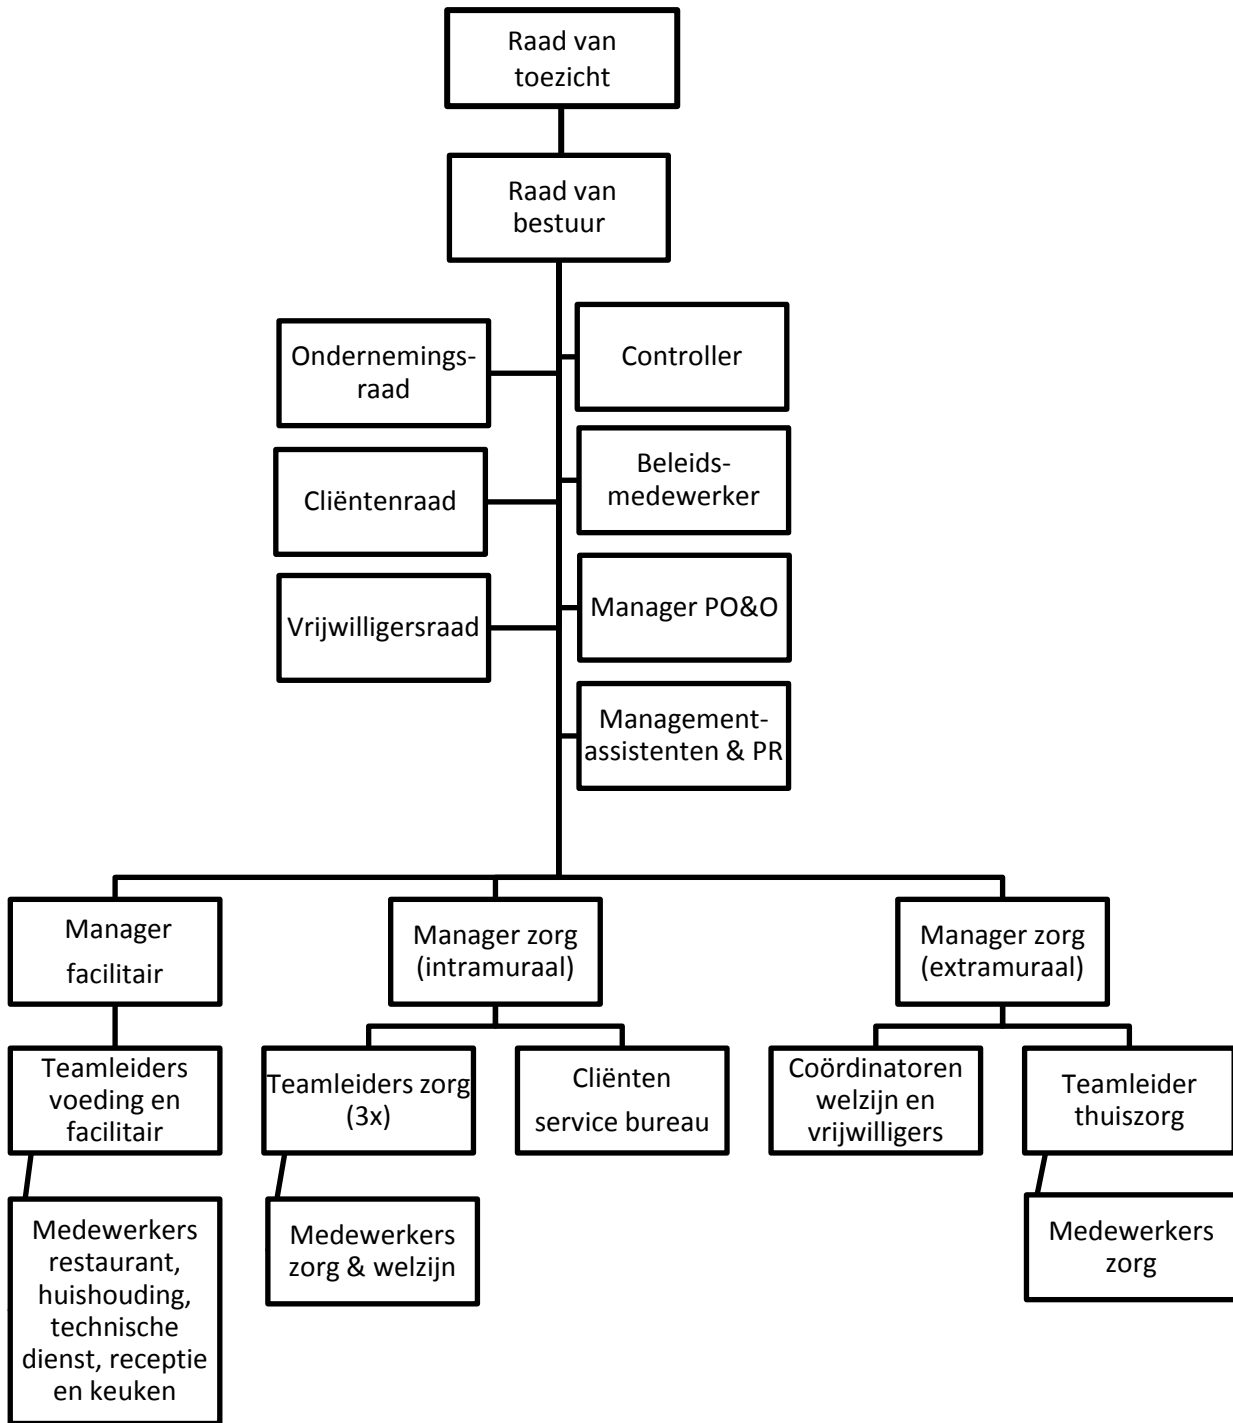 Raad van
toezicht
Raad van
bestuur
Ondernemings-
raad
Controller
Cliëntenraad
Beleids-
medewerker
Vrijwilligersraad
Manager PO&O
Management-
assistenten & PR
Manager
facilitair
Manager zorg
(intramuraal)
Manager zorg
(extramuraal)
Teamleiders
voeding en
facilitair
Teamleiders zorg
(3x)
Cliënten
service bureau
Coördinatoren
welzijn en
vrijwilligers
Teamleider
thuiszorg
Medewerkers
restaurant,
huishouding,
technische
dienst, receptie
en keuken
Medewerkers
zorg & welzijn
Medewerkers
zorg